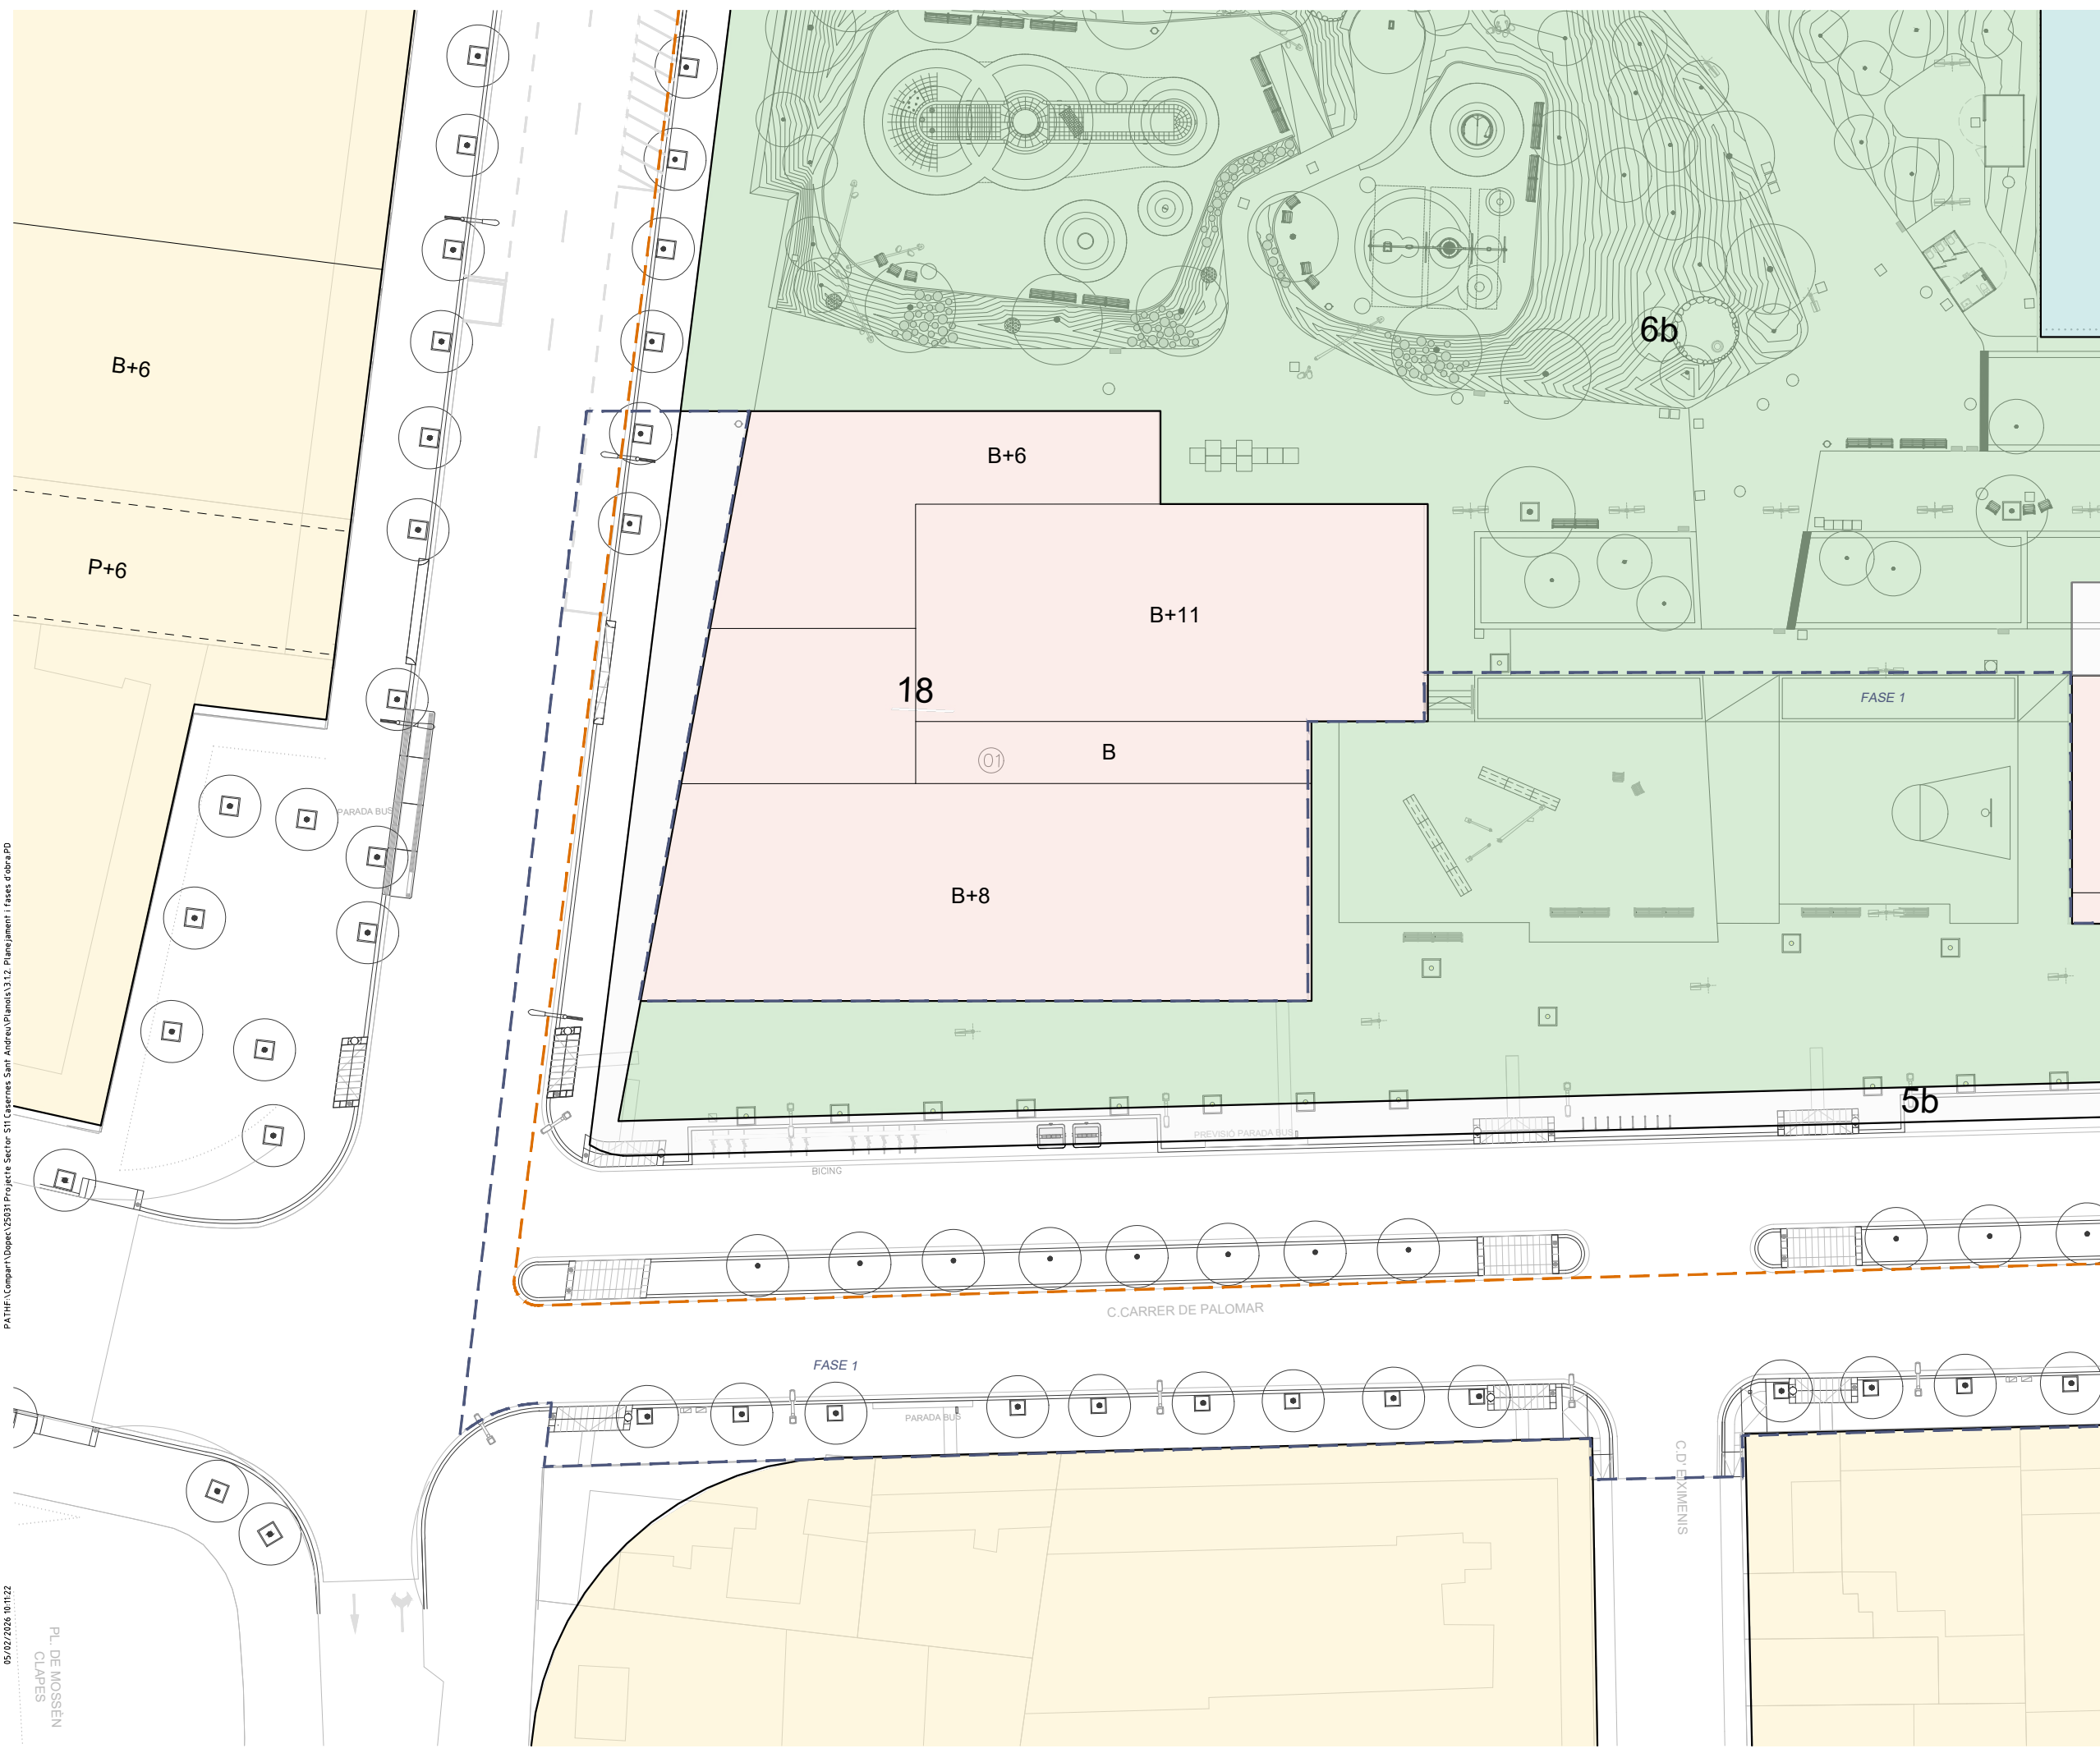 6b
B+6
B+6
P+6
B+11
18
FASE 1
B
01
PARADA BUS
B+8
5b
PREVISIÓ PARADA BUS
BICING
C.CARRER DE PALOMAR
FASE 1
PARADA BUS
C.D' EIXIMENIS
PL. DE MOSSÈN
CLAPES
PATH:F:\Compart\Dopec\25031 Projecte Sector S11 Casernes Sant Andreu\Planols\3.1.2. Planejament i fases d'obra.PD
05/02/2026 10:11:22